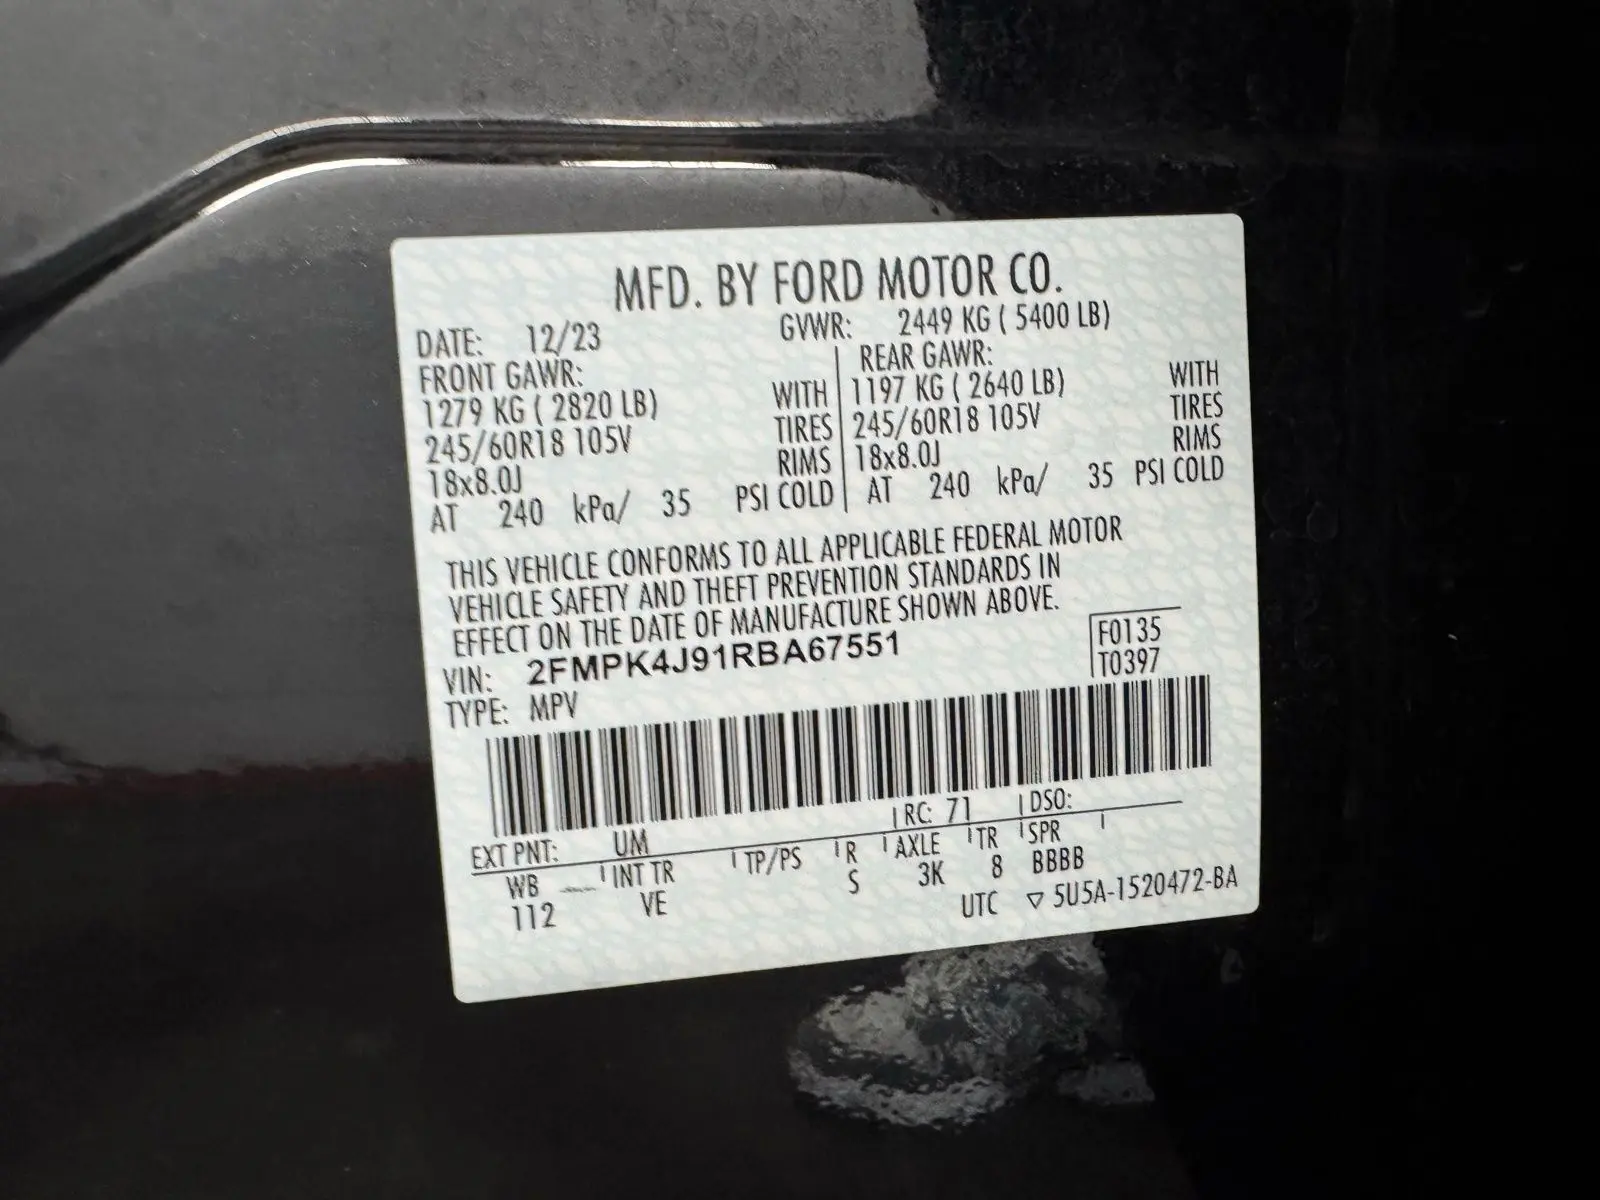 MFD. BY FORD MOTOR CO.
DATE: 12/23 GVWR: 2449 KG ( 5400 LB)
FRONT GAWR: REAR GAWR:
1279 KG ( 2820 LB) WITH 1197 KG ( 2640 LB) WITH
245/60R18 105V TIRES 245/60R18 105V TIRES
18x8.0J RIMS 18x8.0J RIMS
AT 240 kPa/ 35 PSI COLD AT 240 kPa/ 35 PSI COLD
THIS VEHICLE CONFORMS TO ALL APPLICABLE FEDERAL MOTOR
VEHICLE SAFETY AND THEFT PREVENTION STANDARDS IN
EFFECT ON THE DATE OF MANUFACTURE SHOWN ABOVE.
VIN: 2FMPK4J91RBA67551 F0135
TYPE: MPV T0397
EXT PNT: UM RC: 71 DSO:
WB INT TR TP/PS R AXLE TR SPR
112 VE S 3K 8 BBBB
UTC ▽ 5U5A-1520472-BA